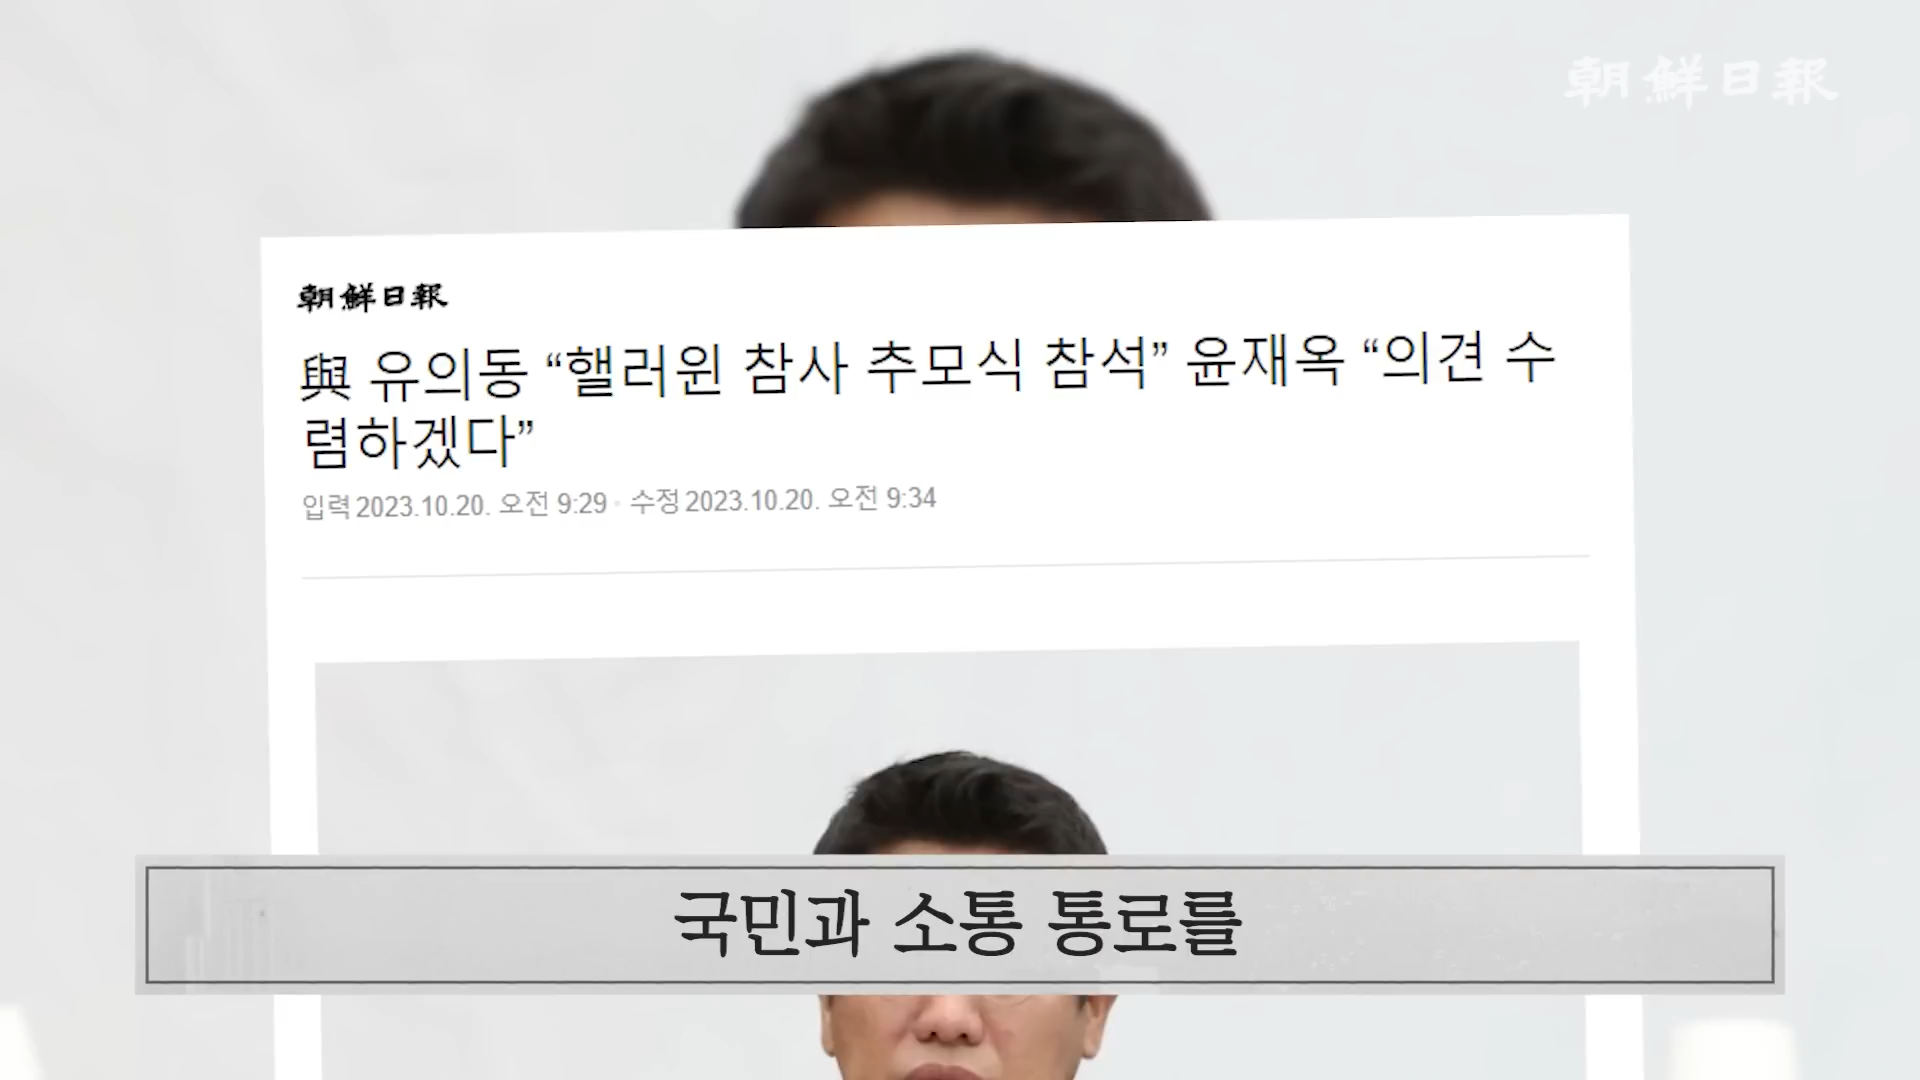 朝鮮日報
朝鮮日報
與 유의동 “핼러윈 참사 추모식 참석” 윤재옥 “의견 수
렴하겠다”
입력 2023.10.20. 오전 9:29 · 수정 2023.10.20. 오전 9:34
국민과 소통 통로를